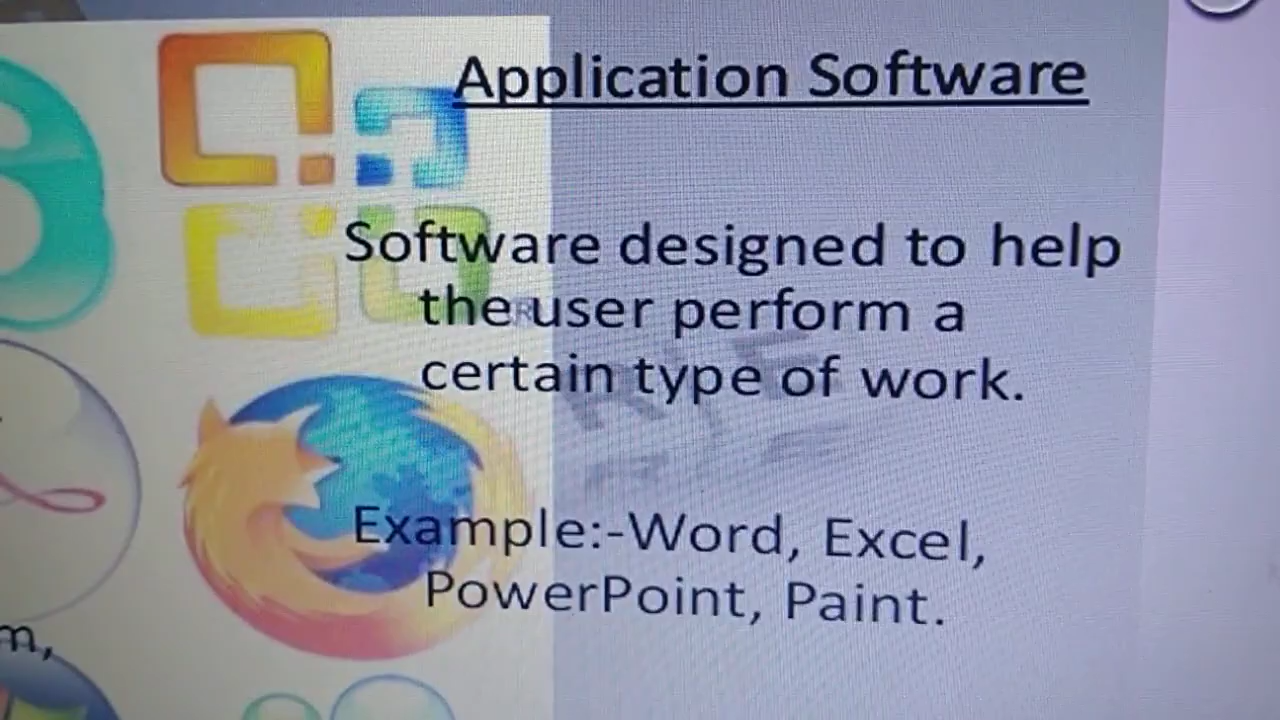 Application Software
Software designed to help
the user perform a
certain type of work.
Example:-Word, Excel,
PowerPoint, Paint.
m,